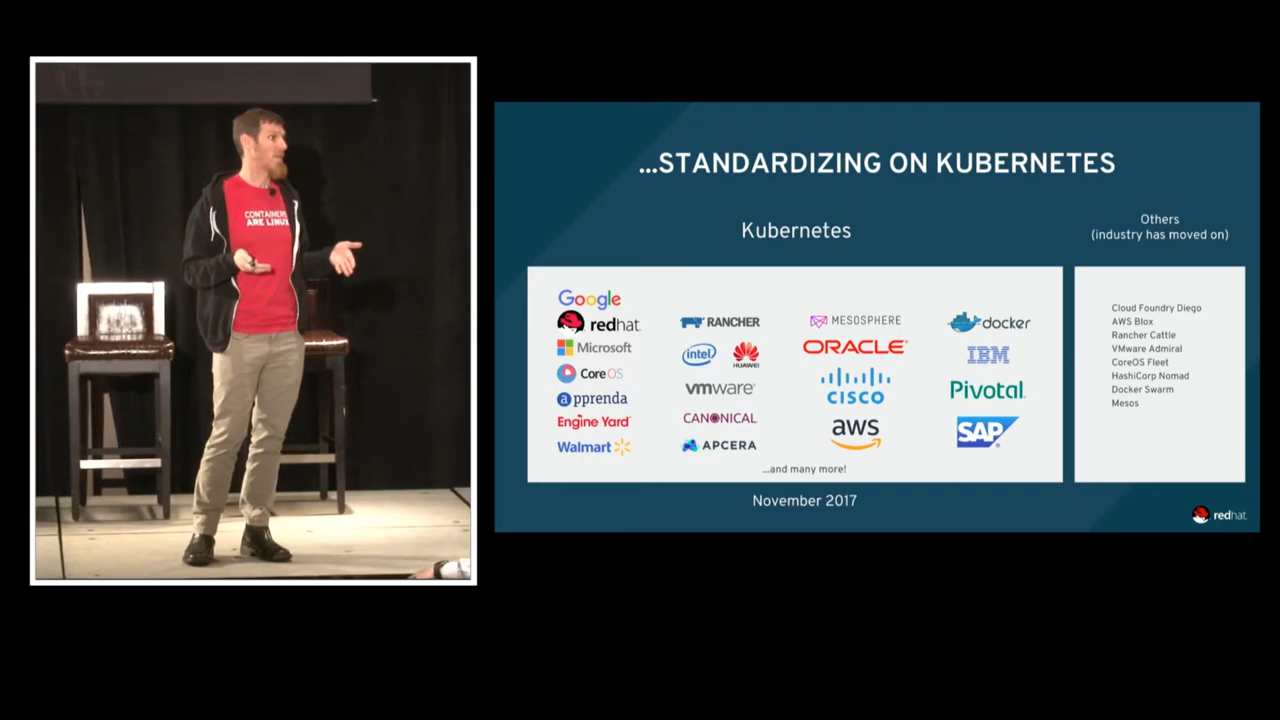 CONTAINERS
ARE LINUX
...STANDARDIZING ON KUBERNETES
Kubernetes
Others
(industry has moved on)
Google
redhat.
Microsoft
CoreOS
apprenda
Engine Yard
Walmart
RANCHER
intel
HUAWEI
vmware
CANONICAL
APCERA
MESOSPHERE
ORACLE
CISCO
aws
docker
IBM
Pivotal.
SAP
...and many more!
November 2017
Cloud Foundry Diego
AWS Blox
Rancher Cattle
VMware Admiral
CoreOS Fleet
HashiCorp Nomad
Docker Swarm
Mesos
redhat.